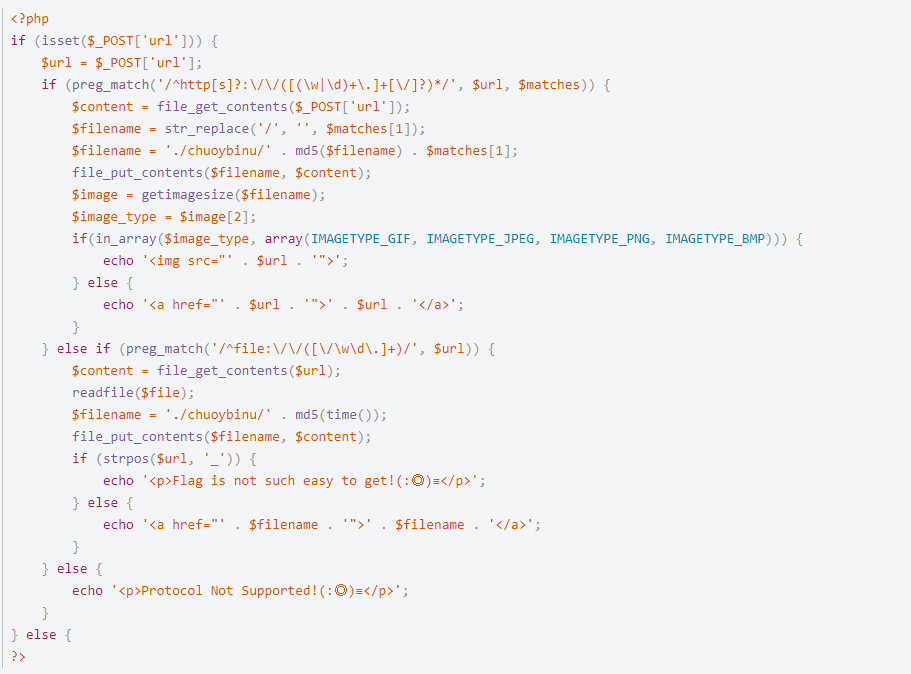 <?php
if (isset($_POST['url'])) {
    $url = $_POST['url'];
    if (preg_match('/^http[s]?:\/\/([(\w|\d)+\.]+[\/]?)*/', $url, $matches)) {
        $content = file_get_contents($_POST['url']);
        $filename = str_replace('/', '', $matches[1]);
        $filename = './chuoybinu/' . md5($filename) . $matches[1];
        file_put_contents($filename, $content);
        $image = getimagesize($filename);
        $image_type = $image[2];
        if(in_array($image_type, array(IMAGETYPE_GIF, IMAGETYPE_JPEG, IMAGETYPE_PNG, IMAGETYPE_BMP))) {
            echo '<img src="' . $url . '">';
        } else {
            echo '<a href="' . $url . '">' . $url . '</a>';
        }
    } else if (preg_match('/^file:\/\/([\/\w\d\.]+)/', $url)) {
        $content = file_get_contents($url);
        readfile($file);
        $filename = './chuoybinu/' . md5(time());
        file_put_contents($filename, $content);
        if (strpos($url, '_')) {
            echo '<p>Flag is not such easy to get!(:◎)≡</p>';
        } else {
            echo '<a href="' . $filename . '">' . $filename . '</a>';
        }
    } else {
        echo '<p>Protocol Not Supported!(:◎)≡</p>';
    }
} else {
?>